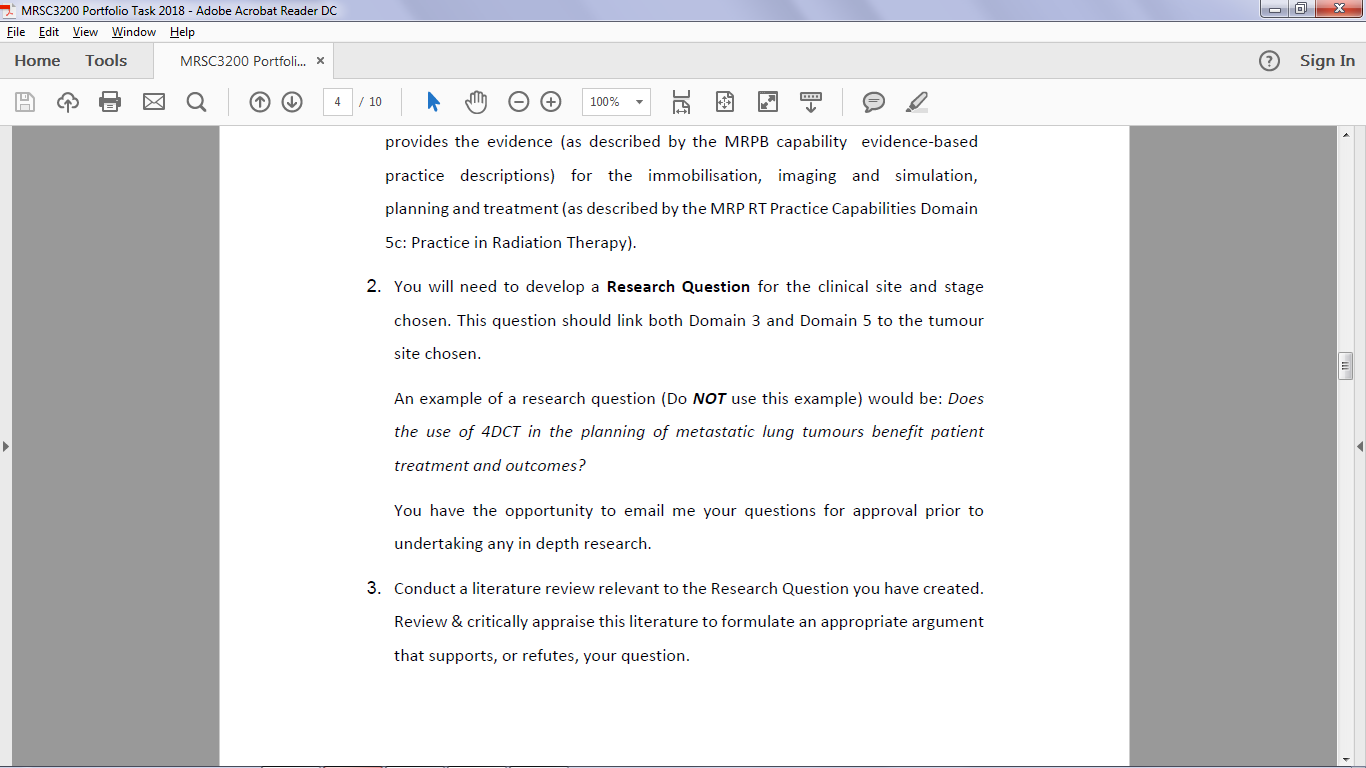 MRSC3200 Portfolio Task 2018 - Adobe Acrobat Reader DC
File Edit View Window Help
Home Tools MRSC3200 Portfoli... × ? Sign In
4 / 10 100%
provides the evidence (as described by the MRPB capability evidence-based
practice descriptions) for the immobilisation, imaging and simulation,
planning and treatment (as described by the MRP RT Practice Capabilities Domain
5c: Practice in Radiation Therapy).
2. You will need to develop a Research Question for the clinical site and stage
chosen. This question should link both Domain 3 and Domain 5 to the tumour
site chosen.
An example of a research question (Do NOT use this example) would be: Does
the use of 4DCT in the planning of metastatic lung tumours benefit patient
treatment and outcomes?
You have the opportunity to email me your questions for approval prior to
undertaking any in depth research.
3. Conduct a literature review relevant to the Research Question you have created.
Review & critically appraise this literature to formulate an appropriate argument
that supports, or refutes, your question.